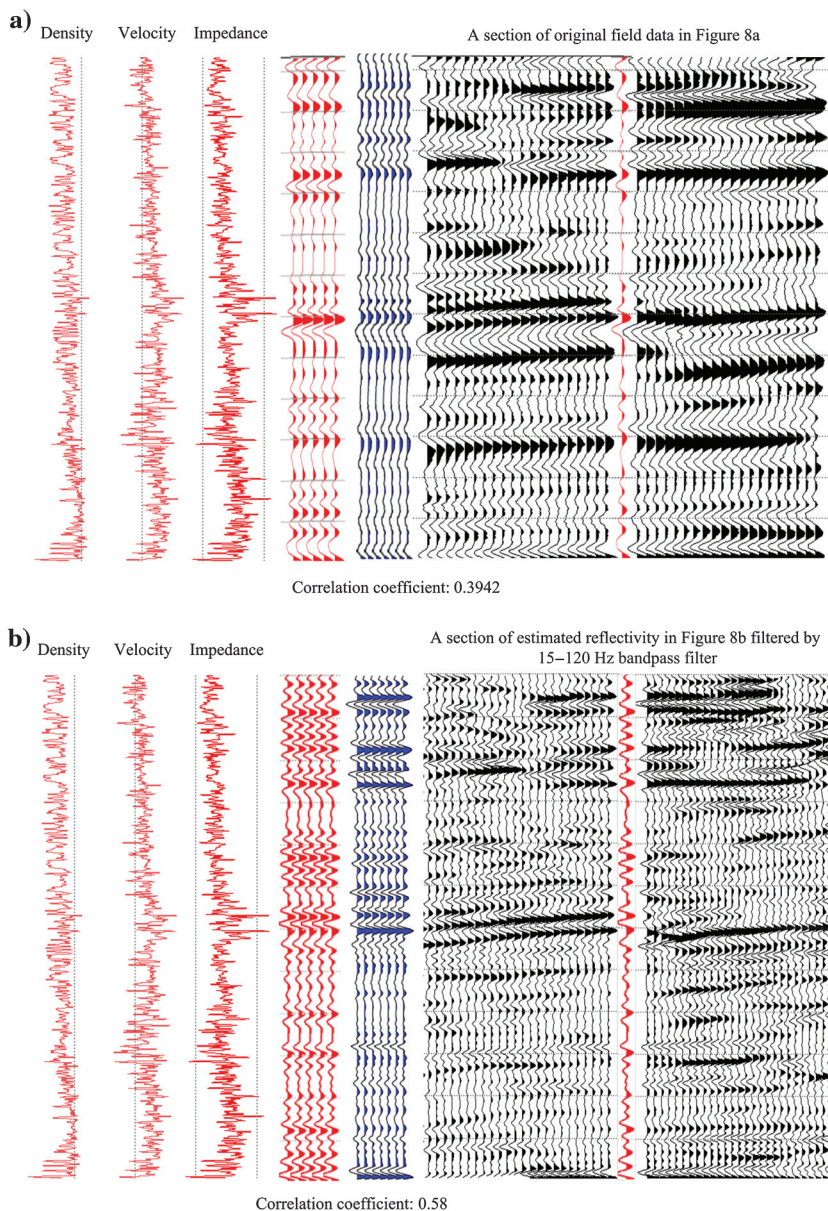 a)
Density Velocity Impedance A section of original field data in Figure 8a
Correlation coefficient: 0.3942
b)
Density Velocity Impedance A section of estimated reflectivity in Figure 8b filtered by
15–120 Hz bandpass filter
Correlation coefficient: 0.58